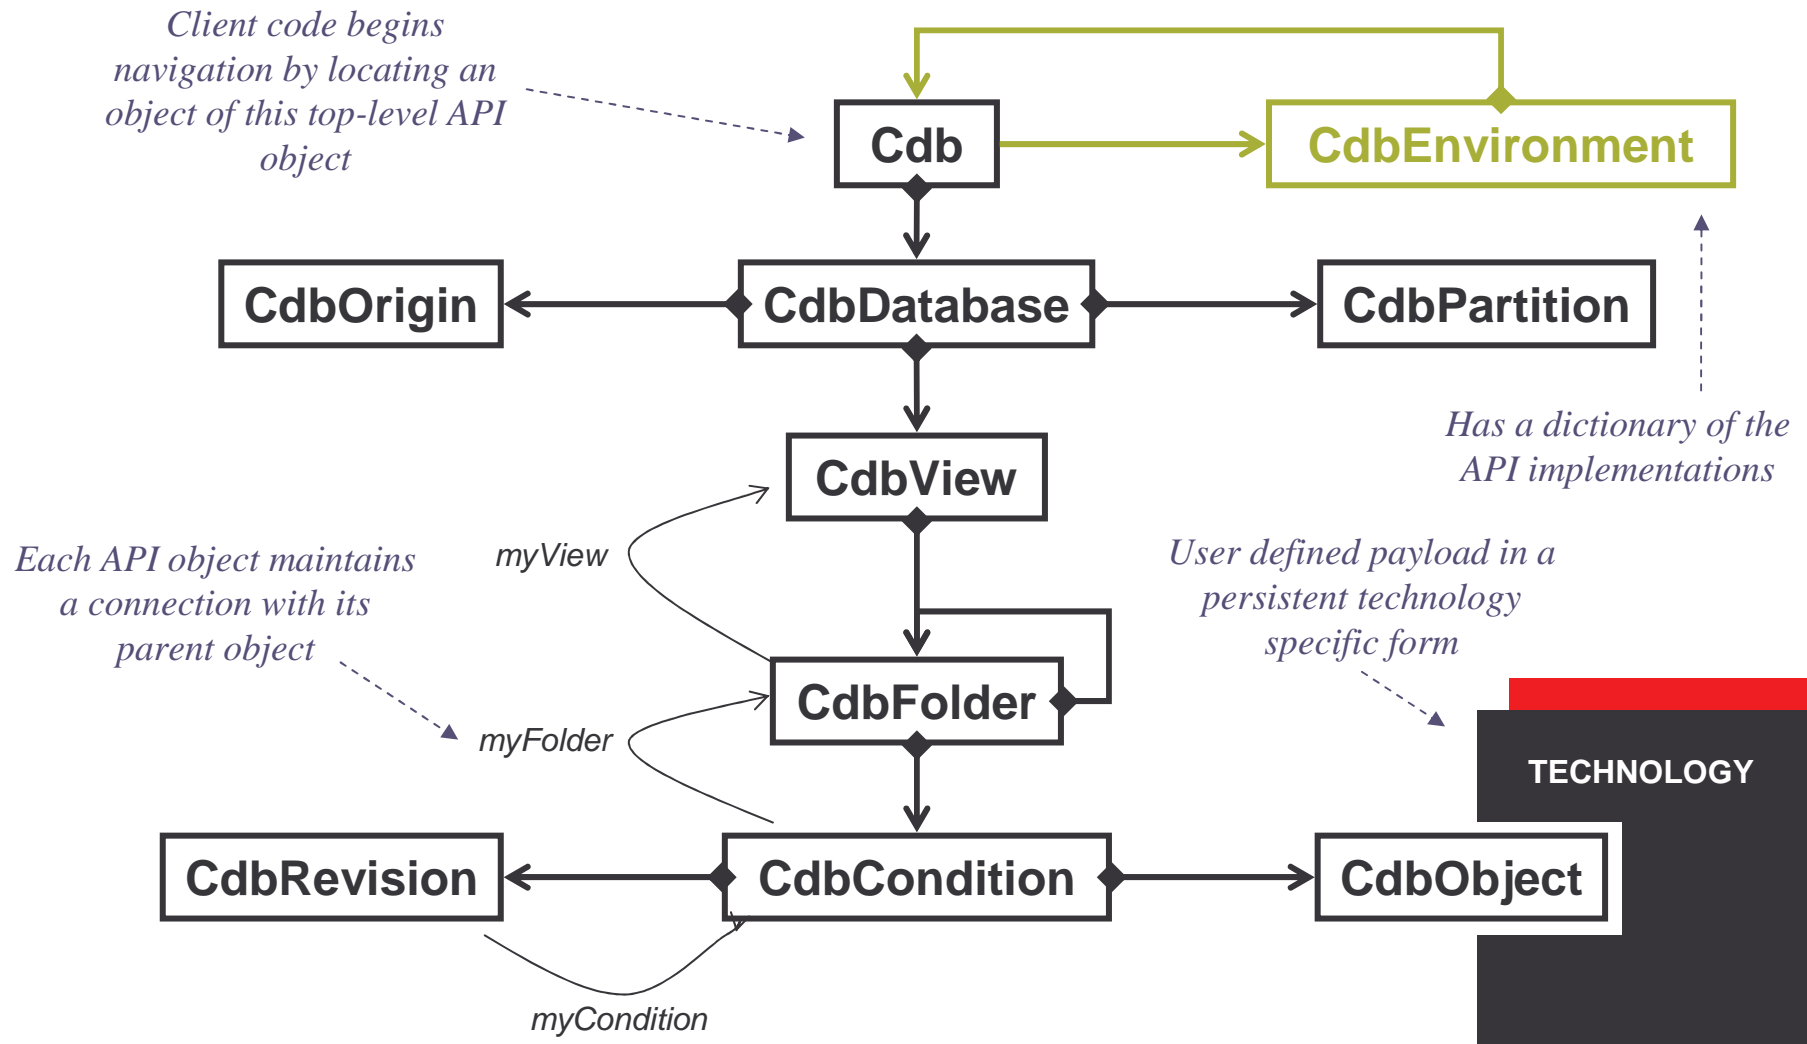 Client code begins
navigation by locating an
object of this top-level API
object
Cdb
CdbEnvironment
CdbOrigin
CdbDatabase
CdbPartition
Has a dictionary of the
API implementations
CdbView
Each API object maintains
a connection with its
parent object
myView
User defined payload in a
persistent technology
specific form
CdbFolder
myFolder
TECHNOLOGY
CdbRevision
CdbCondition
CdbObject
myCondition